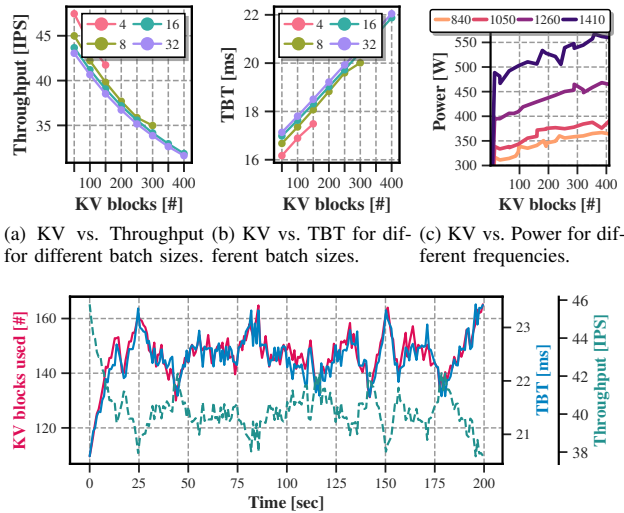 4 16
8 32
45
40
35
Throughput [IPS]
100 200 300 400
KV blocks [#]
4 16
8 32
22
20
18
16
TBT [ms]
100 200 300 400
KV blocks [#]
840 1050 1260 1410
550
500
450
400
350
300
Power [W]
0 100 200 300 400
KV blocks [#]
(a) KV vs. Throughput for different batch sizes.
(b) KV vs. TBT for different batch sizes.
(c) KV vs. Power for different frequencies.
160
140
120
KV blocks used [#]
23
22
21
TBT [ms]
46
44
42
40
38
Throughput [IPS]
0 25 50 75 100 125 150 175 200
Time [sec]